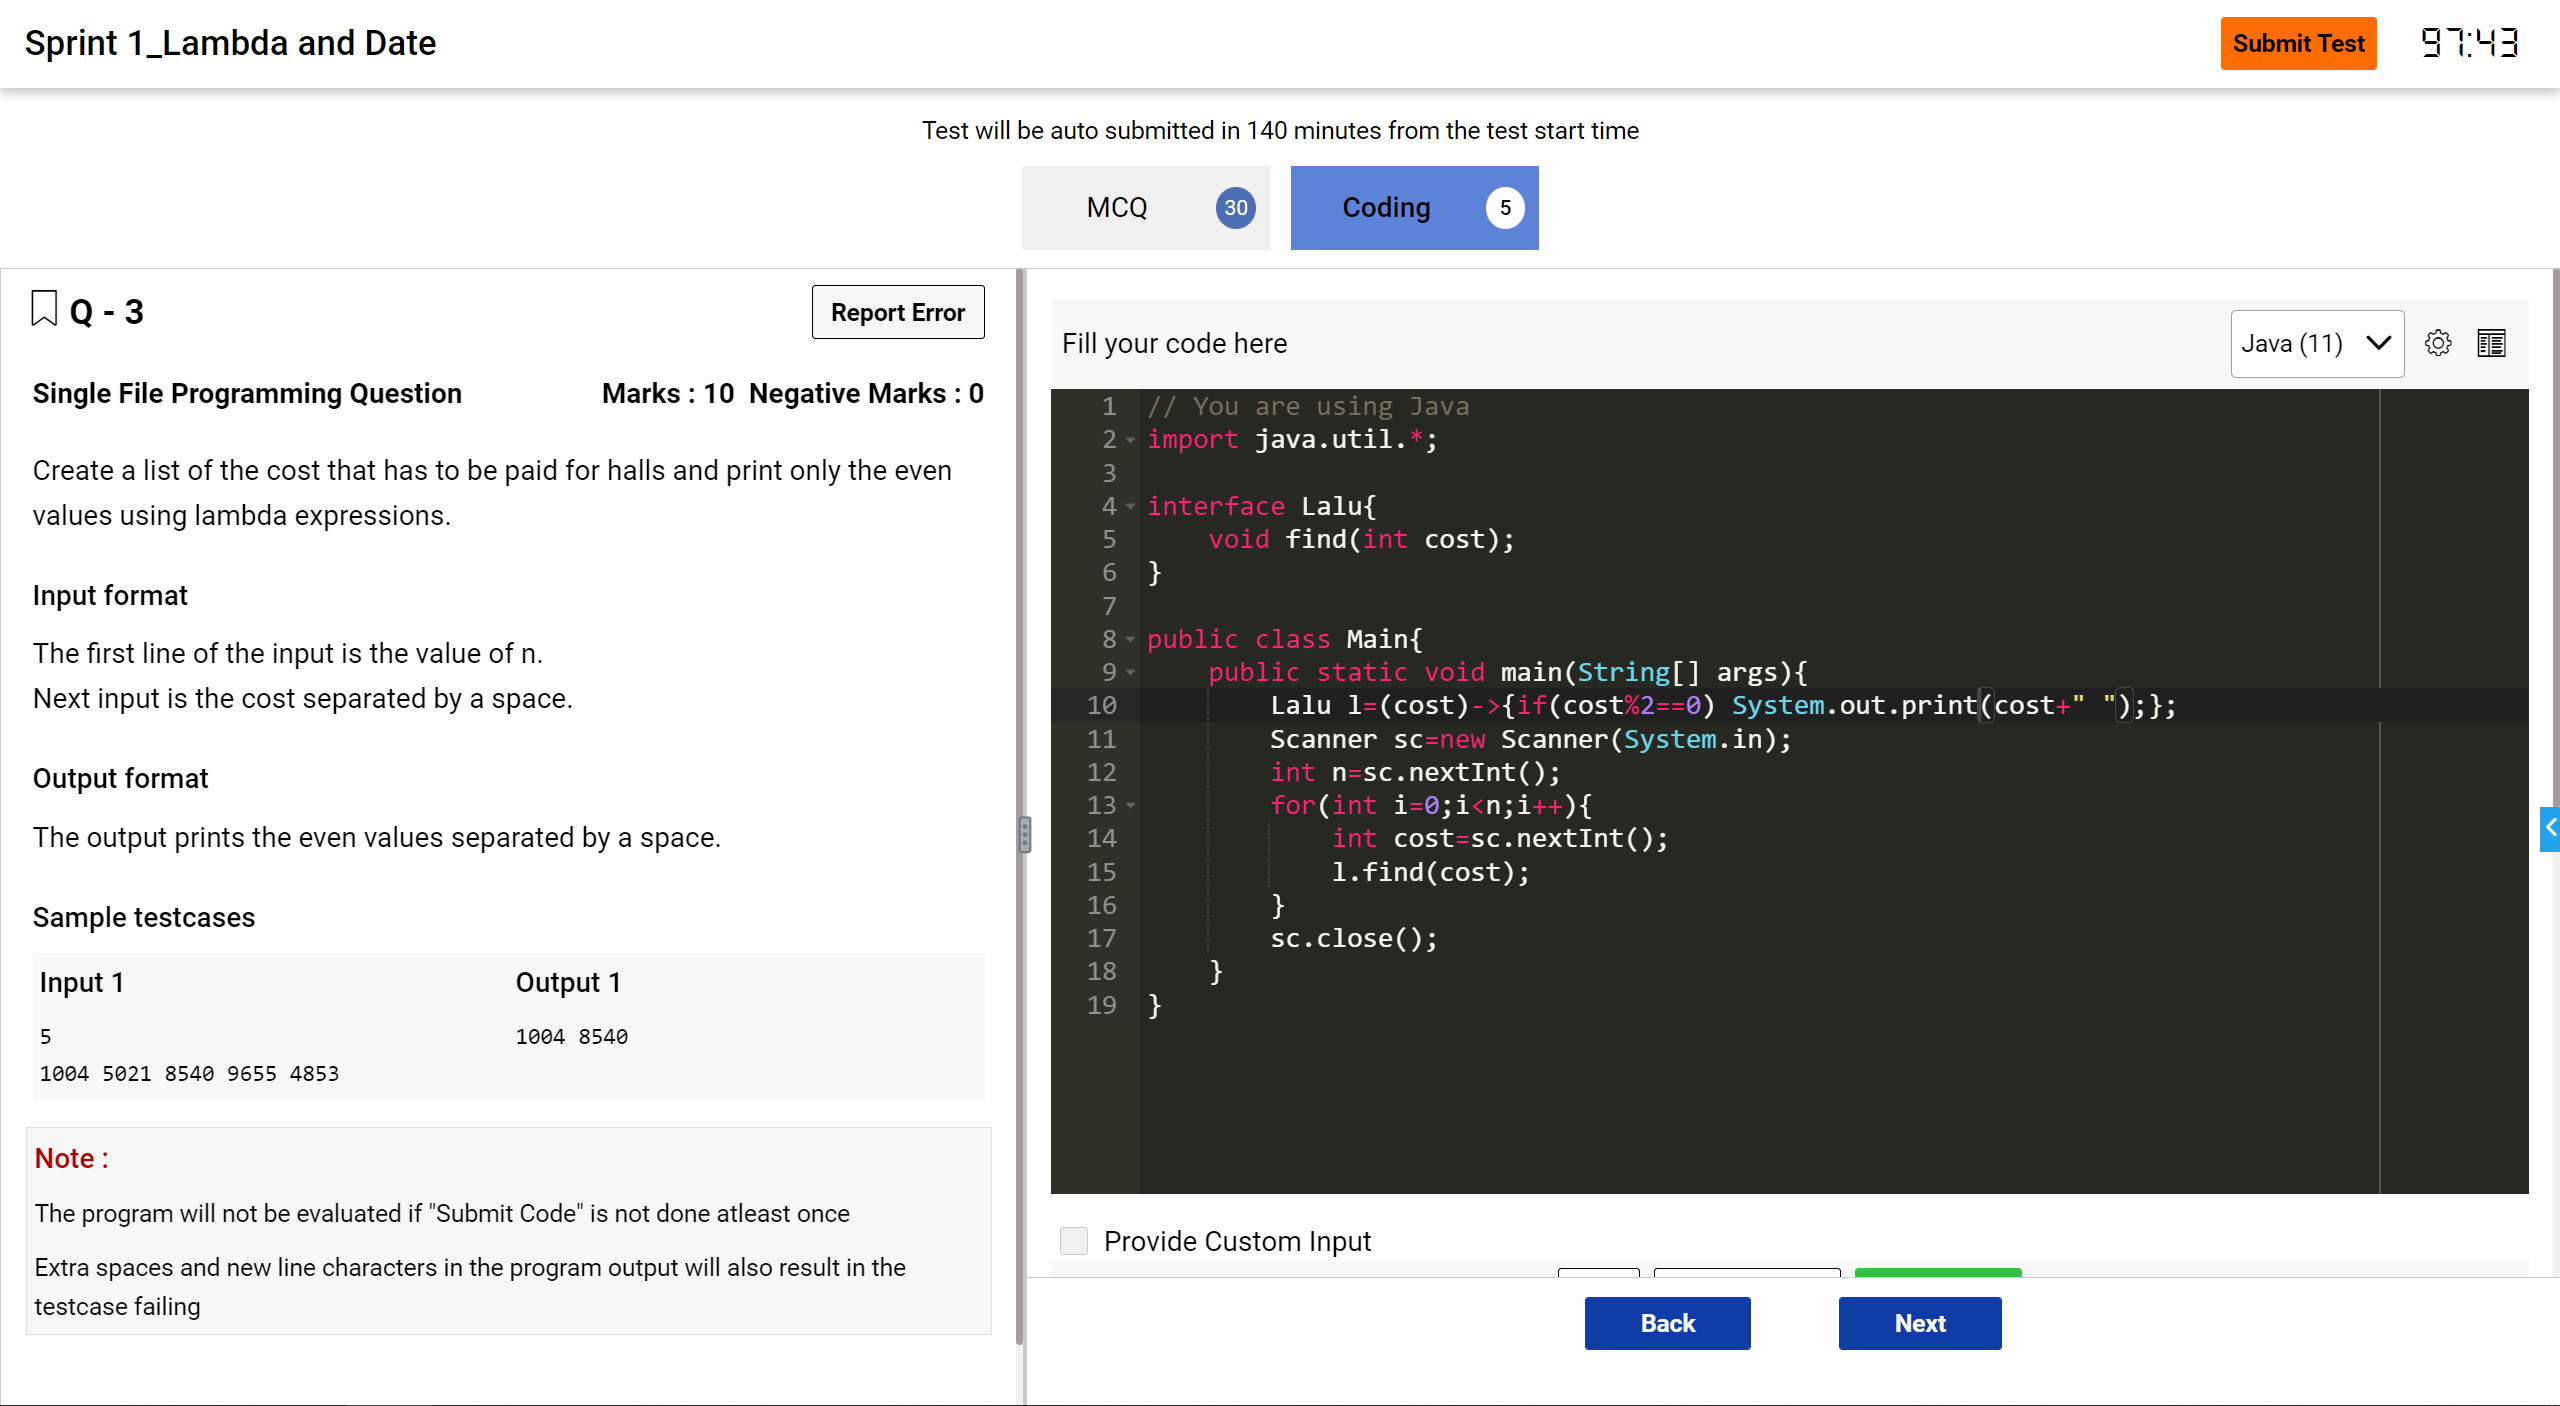 Sprint 1_Lambda and Date
Submit Test
97:43
Test will be auto submitted in 140 minutes from the test start time
MCQ 30
Coding 5
Q - 3
Report Error
Single File Programming Question
Marks : 10 Negative Marks : 0
Create a list of the cost that has to be paid for halls and print only the even
values using lambda expressions.
Input format
The first line of the input is the value of n.
Next input is the cost separated by a space.
Output format
The output prints the even values separated by a space.
Sample testcases
Input 1 Output 1
5 1004 8540
1004 5021 8540 9655 4853
Note :
The program will not be evaluated if "Submit Code" is not done atleast once
Extra spaces and new line characters in the program output will also result in the
testcase failing
Fill your code here
Java (11)
1 // You are using Java
2 import java.util.*;
3
4 interface Lalu{
5     void find(int cost);
6 }
7
8 public class Main{
9     public static void main(String[] args){
10         Lalu l=(cost)->{if(cost%2==0) System.out.print(cost+" ");};
11         Scanner sc=new Scanner(System.in);
12         int n=sc.nextInt();
13         for(int i=0;i<n;i++){
14             int cost=sc.nextInt();
15             l.find(cost);
16         }
17         sc.close();
18     }
19 }
Provide Custom Input
Back
Next